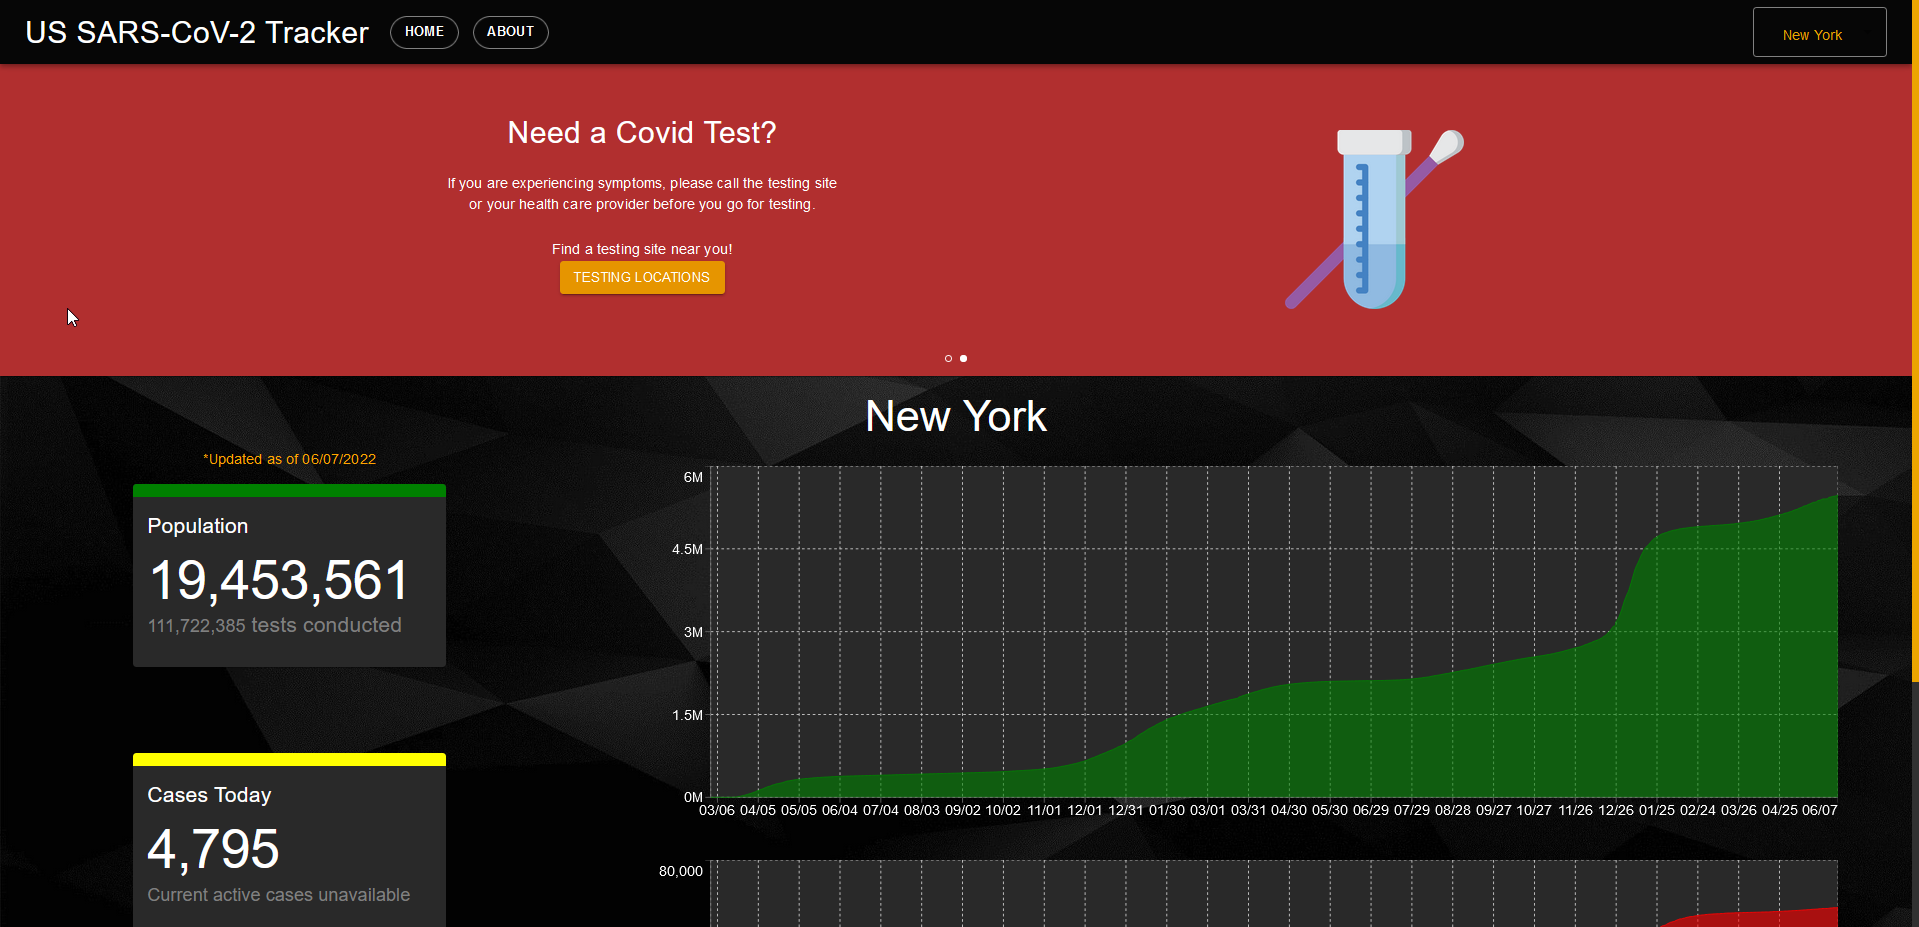 US SARS-CoV-2 Tracker HOME ABOUT New York
Need a Covid Test?
If you are experiencing symptoms, please call the testing site
or your health care provider before you go for testing.
Find a testing site near you!
TESTING LOCATIONS
New York
*Updated as of 06/07/2022
Population
19,453,561
111,722,385 tests conducted
Cases Today
4,795
Current active cases unavailable
6M
4.5M
3M
1.5M
0M
03/06 04/05 05/05 06/04 07/04 08/03 09/02 10/02 11/01 12/01 12/31 01/30 03/01 03/31 04/30 05/30 06/29 07/29 08/28 09/27 10/27 11/26 12/26 01/25 02/24 03/26 04/25 06/07
80,000